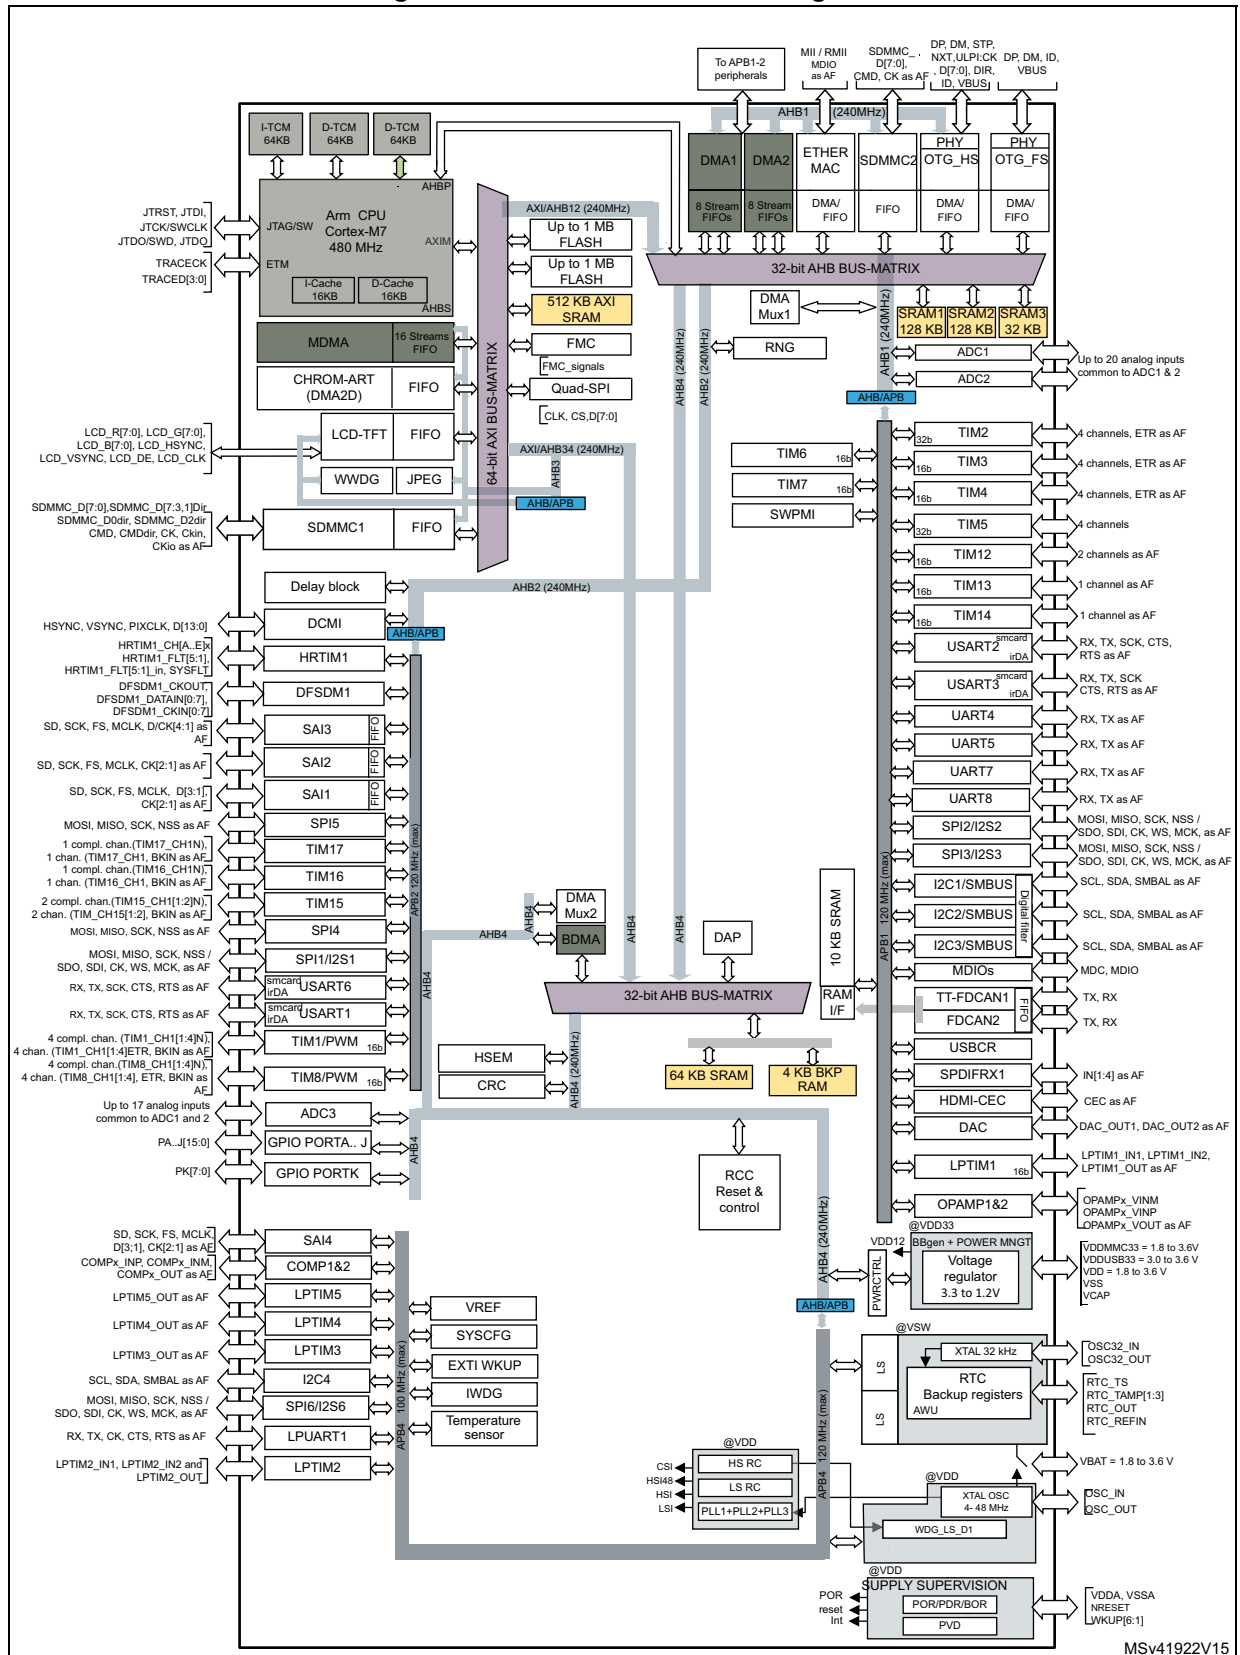 To APB1-2
peripherals
MII / RMII
MDIO
as AF
SDMMC_
D[7:0],
CMD, CK as AF
DP, DM, STP,
NXT,ULPI:CK
, D[7:0], DIR,
ID, VBUS
DP, DM, ID,
VBUS
AHB1 (240MHz)
I-TCM
64KB
D-TCM
64KB
D-TCM
64KB
DMA1
8 Stream
FIFOs
DMA2
8 Stream
FIFOs
ETHER
MAC
DMA/
FIFO
SDMMC2
FIFO
PHY
OTG_HS
DMA/
FIFO
PHY
OTG_FS
DMA/
FIFO
AHBP
JTRST, JTDI,
JTCK/SWCLK
JTDO/SWD, JTDO
JTAG/SW
Arm CPU
Cortex-M7
480 MHz
AXIM
TRACECK
TRACED[3:0]
ETM
I-Cache
16KB
D-Cache
16KB
AHBS
64-bit AXI BUS-MATRIX
AXI/AHB12 (240MHz)
Up to 1 MB
FLASH
Up to 1 MB
FLASH
512 KB AXI
SRAM
FMC
FMC_signals
Quad-SPI
CLK, CS,D[7:0]
32-bit AHB BUS-MATRIX
DMA
Mux1
SRAM1
128 KB
SRAM2
128 KB
SRAM3
32 KB
AHB4 (240MHz)
AHB2 (240MHz)
AHB1 (240MHz)
RNG
ADC1
ADC2
Up to 20 analog inputs
common to ADC1 & 2
AHB/APB
MDMA
16 Streams
FIFO
CHROM-ART
(DMA2D)
FIFO
LCD_R[7:0], LCD_G[7:0],
LCD_B[7:0], LCD_HSYNC,
LCD_VSYNC, LCD_DE, LCD_CLK
LCD-TFT
FIFO
WWDG
JPEG
AXI/AHB34 (240MHz)
AHB3
AHB/APB
SDMMC_D[7:0],SDMMC_D[7:3,1]Dir
SDMMC_D0dir, SDMMC_D2dir
CMD, CMDdir, CK, Ckin,
CKio as AF
SDMMC1
FIFO
Delay block
AHB2 (240MHz)
HSYNC, VSYNC, PIXCLK, D[13:0]
DCMI
AHB/APB
HRTIM1_CH[A..E]x
HRTIM1_FLT[5:1],
HRTIM1_FLT[5:1]_in, SYSFLT
HRTIM1
DFSDM1_CKOUT,
DFSDM1_DATAIN[0:7],
DFSDM1_CKIN[0:7]
DFSDM1
SD, SCK, FS, MCLK, D/CK[4:1] as
AF
SAI3
FIFO
SD, SCK, FS, MCLK, CK[2:1] as AF
SAI2
FIFO
SD, SCK, FS, MCLK, D[3:1],
CK[2:1] as AF
SAI1
FIFO
MOSI, MISO, SCK, NSS as AF
SPI5
1 compl. chan.(TIM17_CH1N),
1 chan. (TIM17_CH1, BKIN as AF
TIM17
1 compl. chan.(TIM16_CH1N),
1 chan. (TIM16_CH1, BKIN as AF
TIM16
2 compl. chan.(TIM15_CH1[1:2]N),
2 chan. (TIM_CH15[1:2], BKIN as AF
TIM15
MOSI, MISO, SCK, NSS as AF
SPI4
MOSI, MISO, SCK, NSS /
SDO, SDI, CK, WS, MCK, as AF
SPI1/I2S1
RX, TX, SCK, CTS, RTS as AF
smcard
irDA
USART6
RX, TX, SCK, CTS, RTS as AF
smcard
irDA
USART1
4 compl. chan. (TIM1_CH1[1:4]N),
4 chan. (TIM1_CH1[1:4]ETR, BKIN as AF
TIM1/PWM 16b
4 compl. chan.(TIM8_CH1[1:4]N),
4 chan. (TIM8_CH1[1:4], ETR, BKIN as
AF
TIM8/PWM 16b
APB2 120 MHz (max)
Up to 17 analog inputs
common to ADC1 and 2
ADC3
PA..J[15:0]
GPIO PORTA.. J
PK[7:0]
GPIO PORTK
AHB4
AHB4
AHB4
AHB4
AHB4
AHB4
DMA
Mux2
BDMA
DAP
32-bit AHB BUS-MATRIX
HSEM
CRC
AHB4 (240MHz)
64 KB SRAM
4 KB BKP
RAM
RCC
Reset &
control
AHB4 (240MHz)
AHB/APB
TIM6
16b
TIM7
16b
SWPMI
10 KB SRAM
RAM
I/F
APB1 120 MHz (max)
TIM2
32b
4 channels, ETR as AF
TIM3
16b
4 channels, ETR as AF
TIM4
16b
4 channels, ETR as AF
TIM5
32b
4 channels
TIM12
16b
2 channels as AF
TIM13
16b
1 channel as AF
TIM14
16b
1 channel as AF
USART2
smcard
irDA
RX, TX, SCK, CTS,
RTS as AF
USART3
smcard
irDA
RX, TX, SCK
CTS, RTS as AF
UART4
RX, TX as AF
UART5
RX, TX as AF
UART7
RX, TX as AF
UART8
RX, TX as AF
SPI2/I2S2
MOSI, MISO, SCK, NSS /
SDO, SDI, CK, WS, MCK, as AF
SPI3/I2S3
MOSI, MISO, SCK, NSS /
SDO, SDI, CK, WS, MCK, as AF
I2C1/SMBUS
SCL, SDA, SMBAL as AF
I2C2/SMBUS
SCL, SDA, SMBAL as AF
I2C3/SMBUS
SCL, SDA, SMBAL as AF
Digital filter
MDIOs
MDC, MDIO
TT-FDCAN1
TX, RX
FDCAN2
TX, RX
FIFO
USBCR
SPDIFRX1
IN[1:4] as AF
HDMI-CEC
CEC as AF
DAC
DAC_OUT1, DAC_OUT2 as AF
LPTIM1
16b
LPTIM1_IN1, LPTIM1_IN2,
LPTIM1_OUT as AF
OPAMP1&2
OPAMPx_VINM
OPAMPx_VINP
OPAMPx_VOUT as AF
@VDD33
VDD12
BBgen + POWER MNGT
PWRCTRL
Voltage
regulator
3.3 to 1.2V
VDDMMC33 = 1.8 to 3.6V
VDDUSB33 = 3.0 to 3.6 V
VDD = 1.8 to 3.6 V
VSS
VCAP
SD, SCK, FS, MCLK,
D[3;1], CK[2:1] as AF
SAI4
COMPx_INP, COMPx_INM,
COMPx_OUT as AF
COMP1&2
LPTIM5_OUT as AF
LPTIM5
LPTIM4_OUT as AF
LPTIM4
LPTIM3_OUT as AF
LPTIM3
SCL, SDA, SMBAL as AF
I2C4
MOSI, MISO, SCK, NSS /
SDO, SDI, CK, WS, MCK, as AF
SPI6/I2S6
RX, TX, CK, CTS, RTS as AF
LPUART1
LPTIM2_IN1, LPTIM2_IN2 and
LPTIM2_OUT
LPTIM2
APB4 100 MHz (max)
VREF
SYSCFG
EXTI WKUP
IWDG
Temperature
sensor
APB4 120 MHz (max)
@VSW
LS
LS
XTAL 32 kHz
RTC
Backup registers
AWU
OSC32_IN
OSC32_OUT
RTC_TS
RTC_TAMP[1:3]
RTC_OUT
RTC_REFIN
VBAT = 1.8 to 3.6 V
@VDD
CSI
HSI48
HSI
LSI
HS RC
LS RC
PLL1+PLL2+PLL3
@VDD
XTAL OSC
4- 48 MHz
WDG_LS_D1
OSC_IN
OSC_OUT
@VDD
SUPPLY SUPERVISION
POR
reset
Int
POR/PDR/BOR
PVD
VDDA, VSSA
NRESET
WKUP[6:1]
MSv41922V15